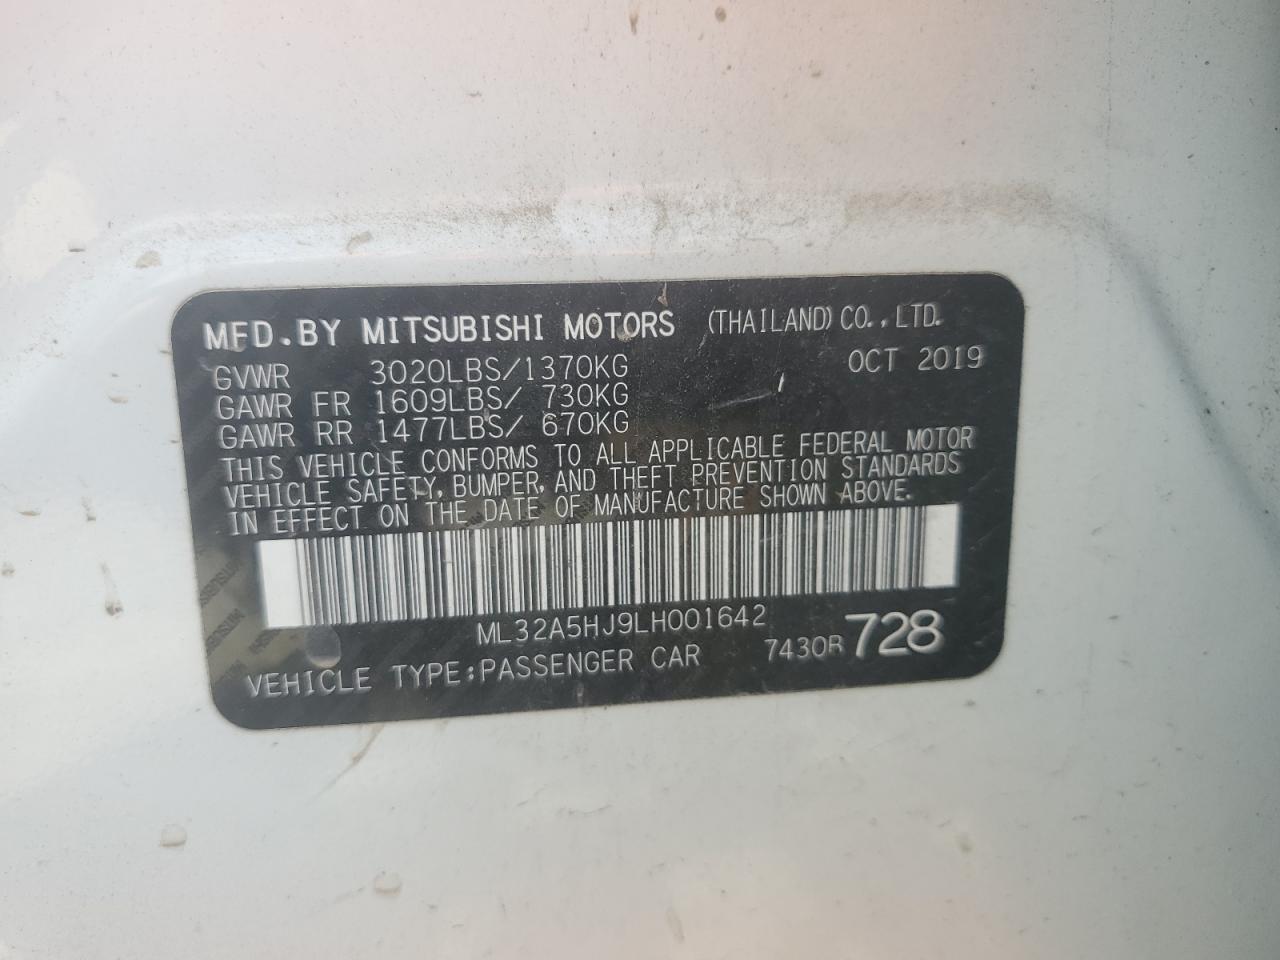 MFD.BY MITSUBISHI MOTORS (THAILAND) CO.,LTD.
GVWR 3020LBS/1370KG OCT 2019
GAWR FR 1609LBS/ 730KG
GAWR RR 1477LBS/ 670KG
THIS VEHICLE CONFORMS TO ALL APPLICABLE FEDERAL MOTOR
VEHICLE SAFETY, BUMPER, AND THEFT PREVENTION STANDARDS
IN EFFECT ON THE DATE OF MANUFACTURE SHOWN ABOVE.
ML32A5HJ9LH001642
VEHICLE TYPE:PASSENGER CAR 7430R 728